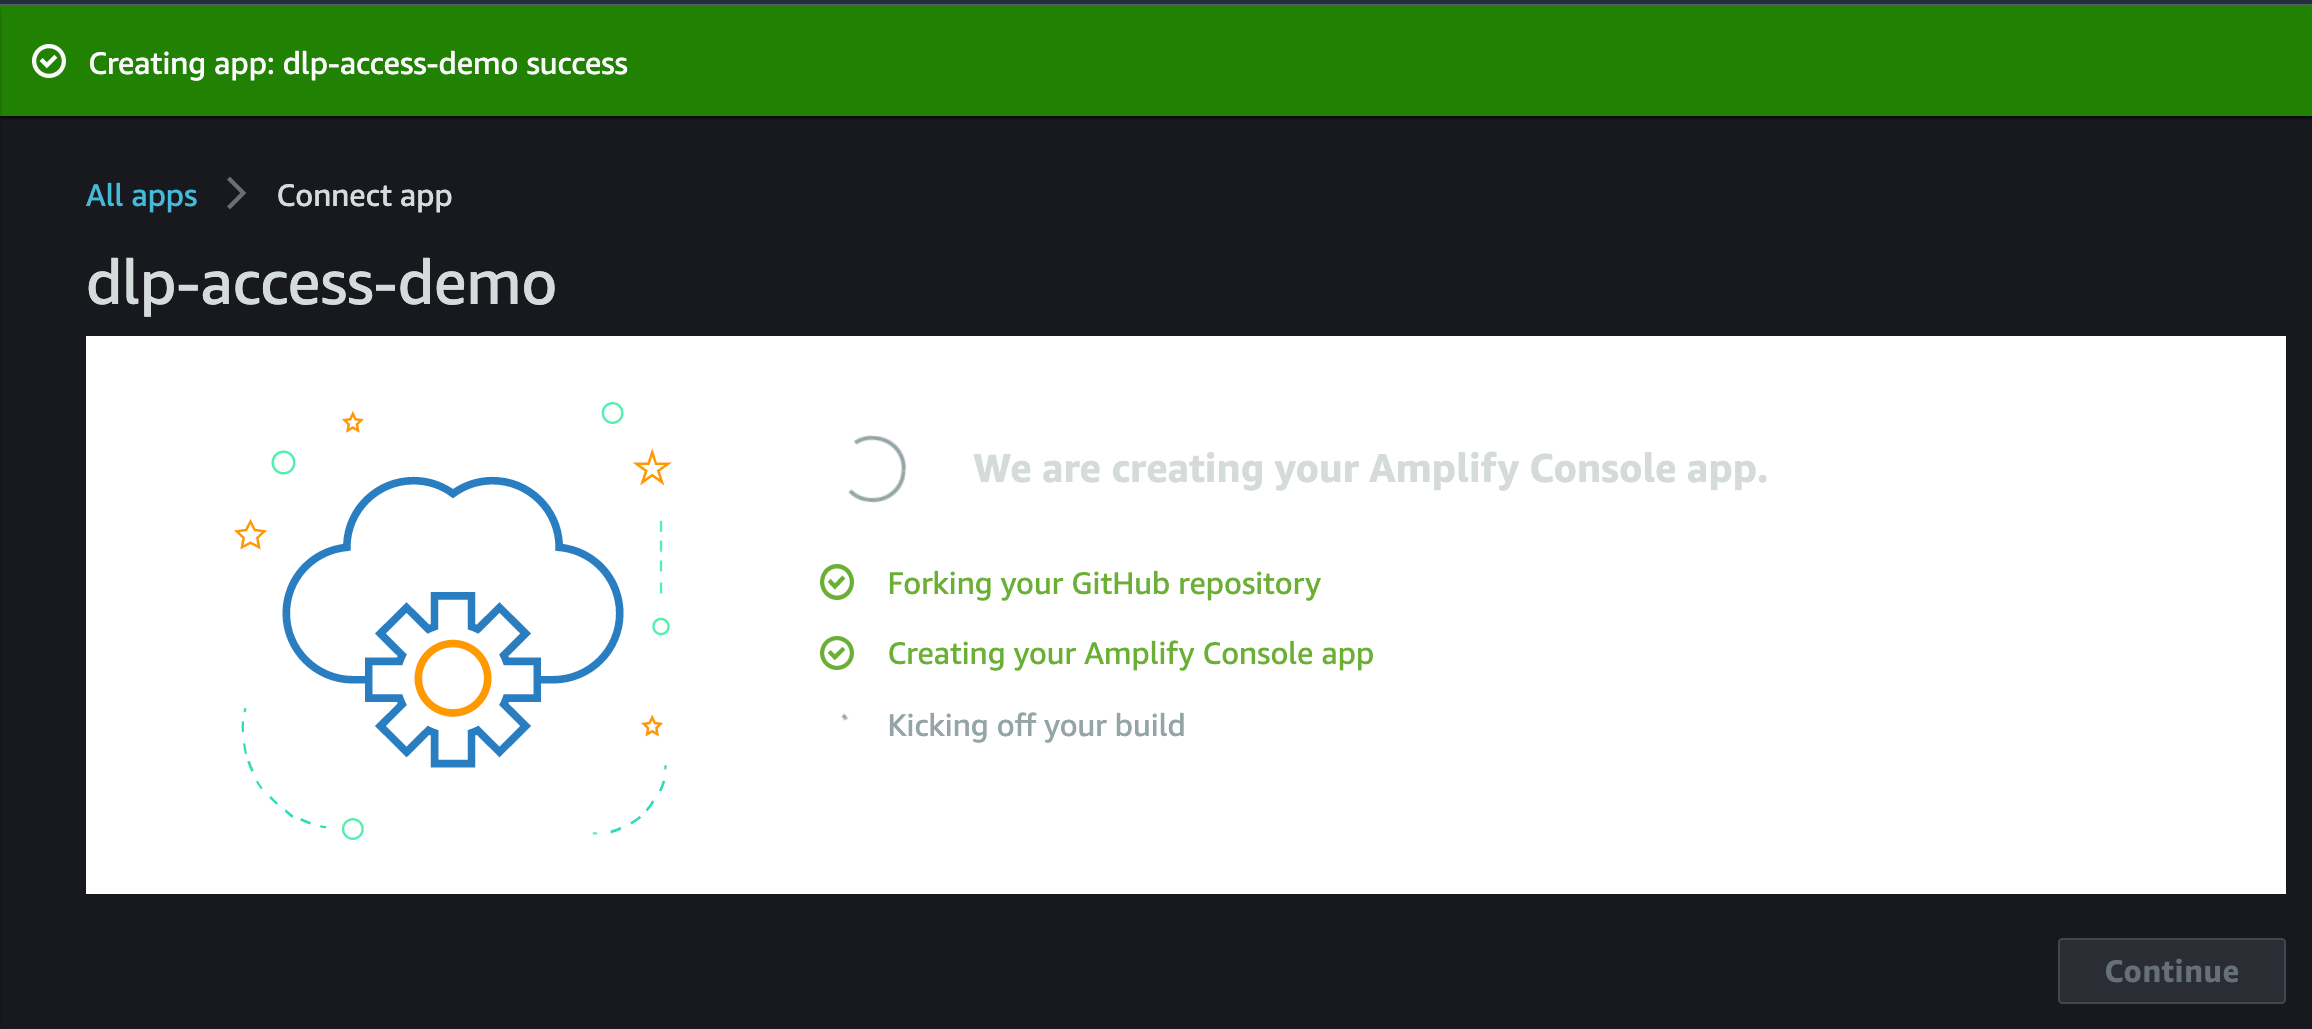 Creating app: dlp-access-demo success
All apps > Connect app
dlp-access-demo
We are creating your Amplify Console app.
Forking your GitHub repository
Creating your Amplify Console app
Kicking off your build
Continue